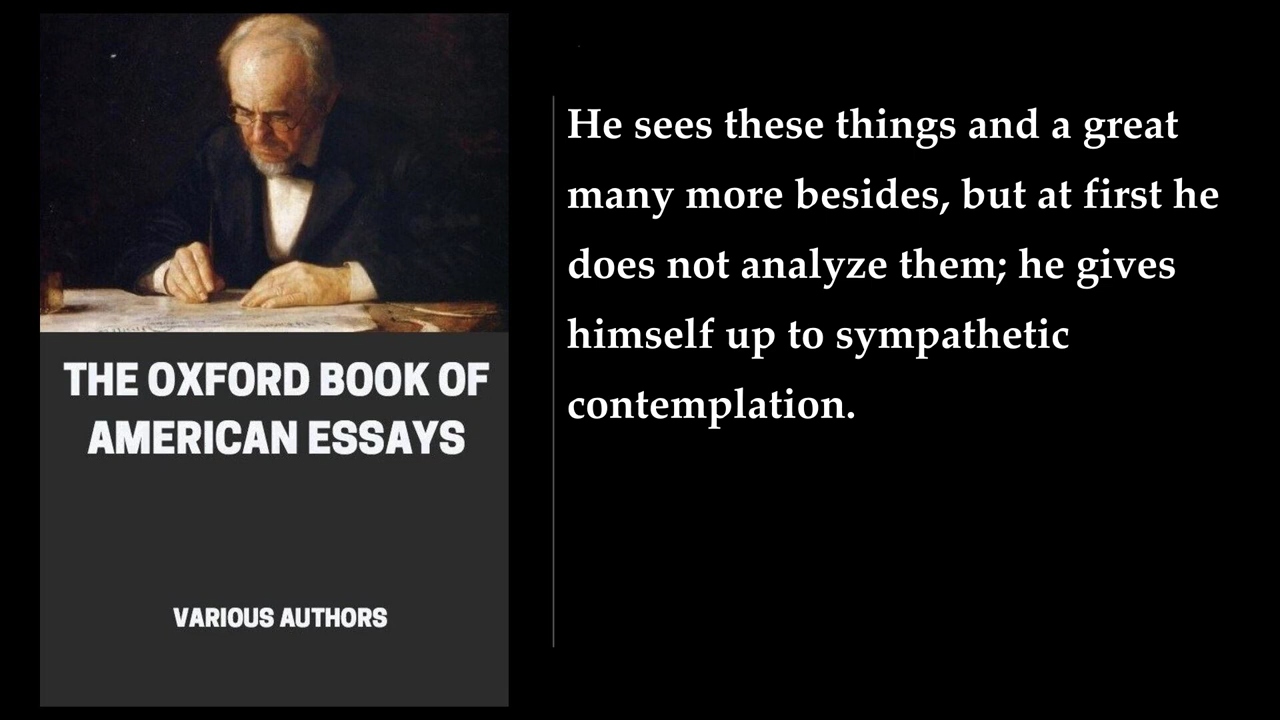 THE OXFORD BOOK OF
AMERICAN ESSAYS
VARIOUS AUTHORS
He sees these things and a great
many more besides, but at first he
does not analyze them; he gives
himself up to sympathetic
contemplation.